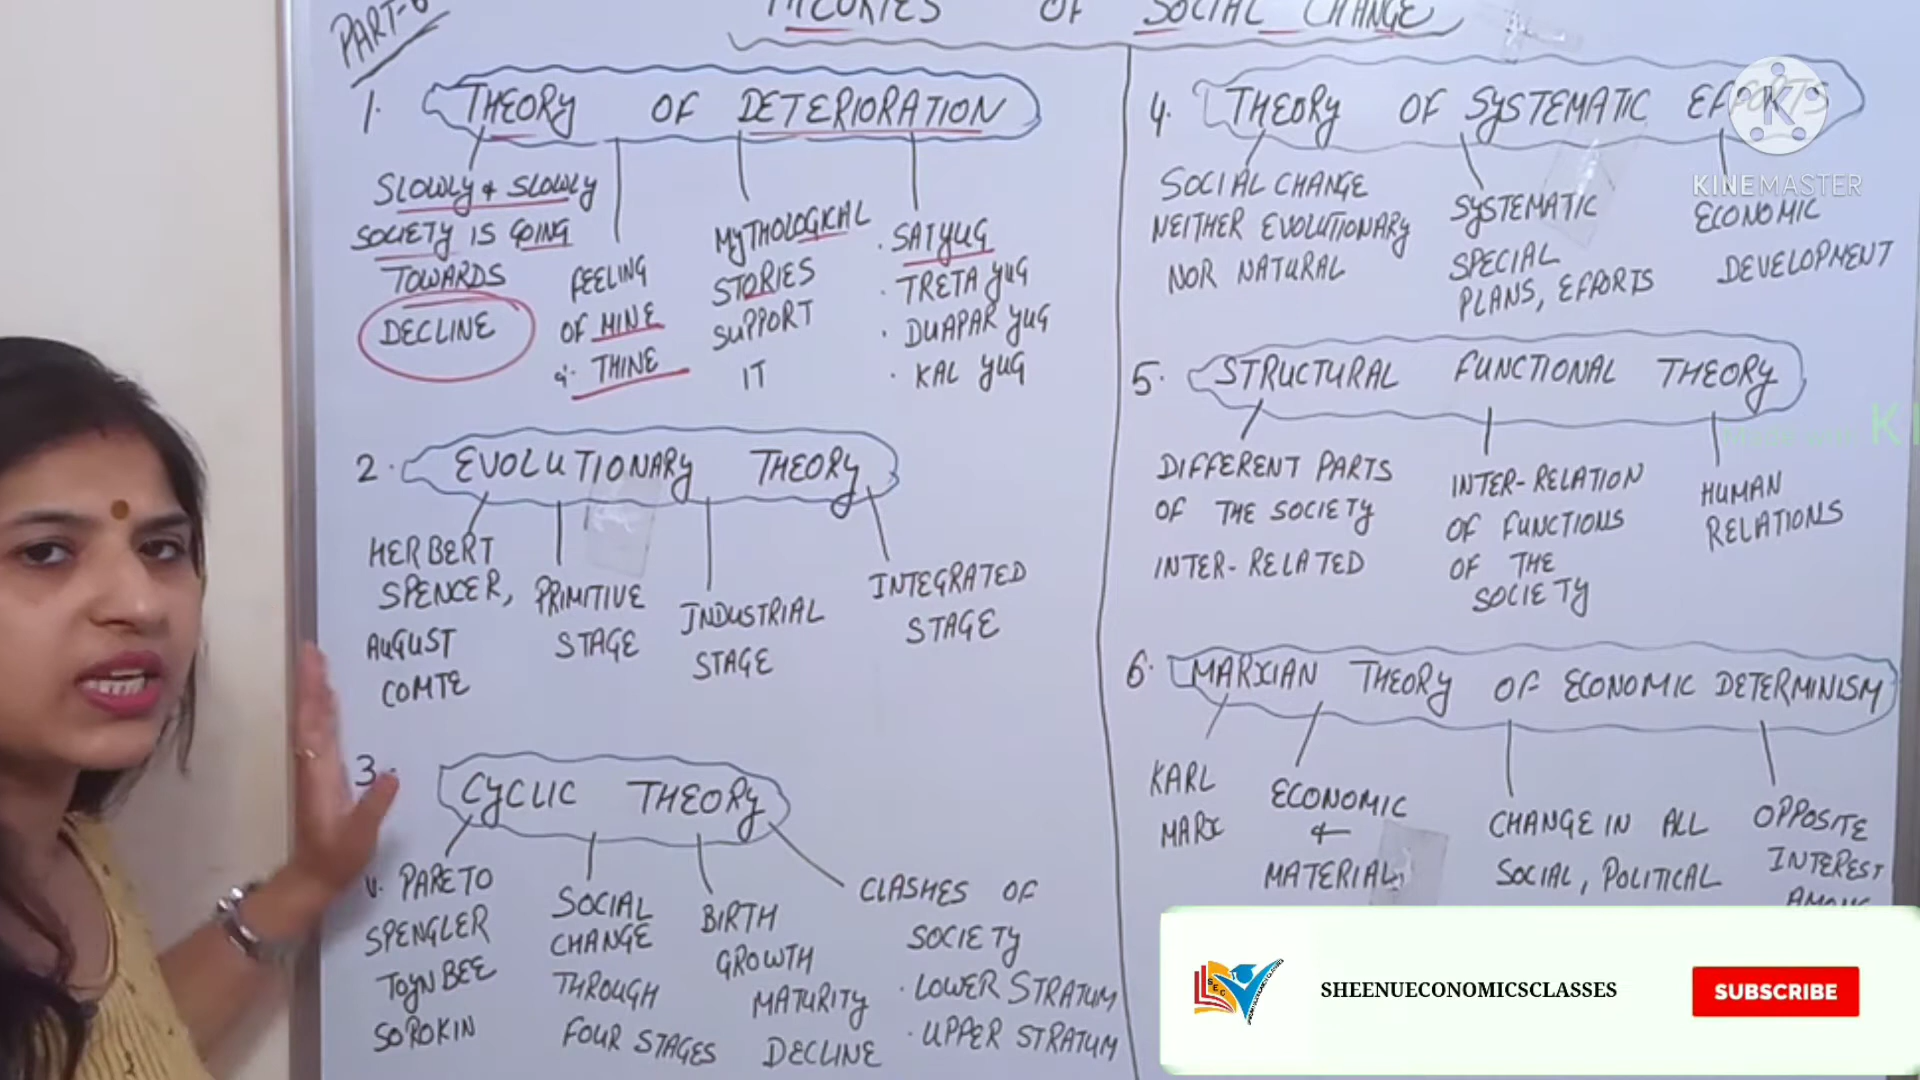 PART-6
THEORIES OF SOCIAL CHANGE
1. THEORY OF DETERIORATION
SLOWLY & SLOWLY
SOCIETY IS GOING
TOWARDS
DECLINE
FEELING
OF MINE
& THINE
MYTHOLOGICAL
STORIES
SUPPORT
IT
. SATYUG
. TRETA YUG
. DUAPAR YUG
. KAL YUG
2. EVOLUTIONARY THEORY
HERBERT
SPENCER,
AUGUST
COMTE
PRIMITIVE
STAGE
INDUSTRIAL
STAGE
INTEGRATED
STAGE
3. CYCLIC THEORY
V. PARETO
SPENGLER
TOYNBEE
SOROKIN
SOCIAL
CHANGE
THROUGH
FOUR STAGES
BIRTH
GROWTH
MATURITY
DECLINE
CLASHES OF
SOCIETY
. LOWER STRATUM
. UPPER STRATUM
4. THEORY OF SYSTEMATIC EFFORTS
SOCIAL CHANGE
NEITHER EVOLUTIONARY
NOR NATURAL
SYSTEMATIC
SPECIAL
PLANS, EFFORTS
ECONOMIC
DEVELOPMENT
5. STRUCTURAL FUNCTIONAL THEORY
DIFFERENT PARTS
OF THE SOCIETY
INTER-RELATED
INTER-RELATION
OF FUNCTIONS
OF THE
SOCIETY
HUMAN
RELATIONS
6. MARXIAN THEORY OF ECONOMIC DETERMINISM
KARL
MARX
ECONOMIC
&
MATERIAL
CHANGE IN ALL
SOCIAL, POLITICAL
OPPOSITE
INTEREST
AMONG
K
KINEMASTER
SEC
SHEENUECONOMICSCLASSES
SUBSCRIBE